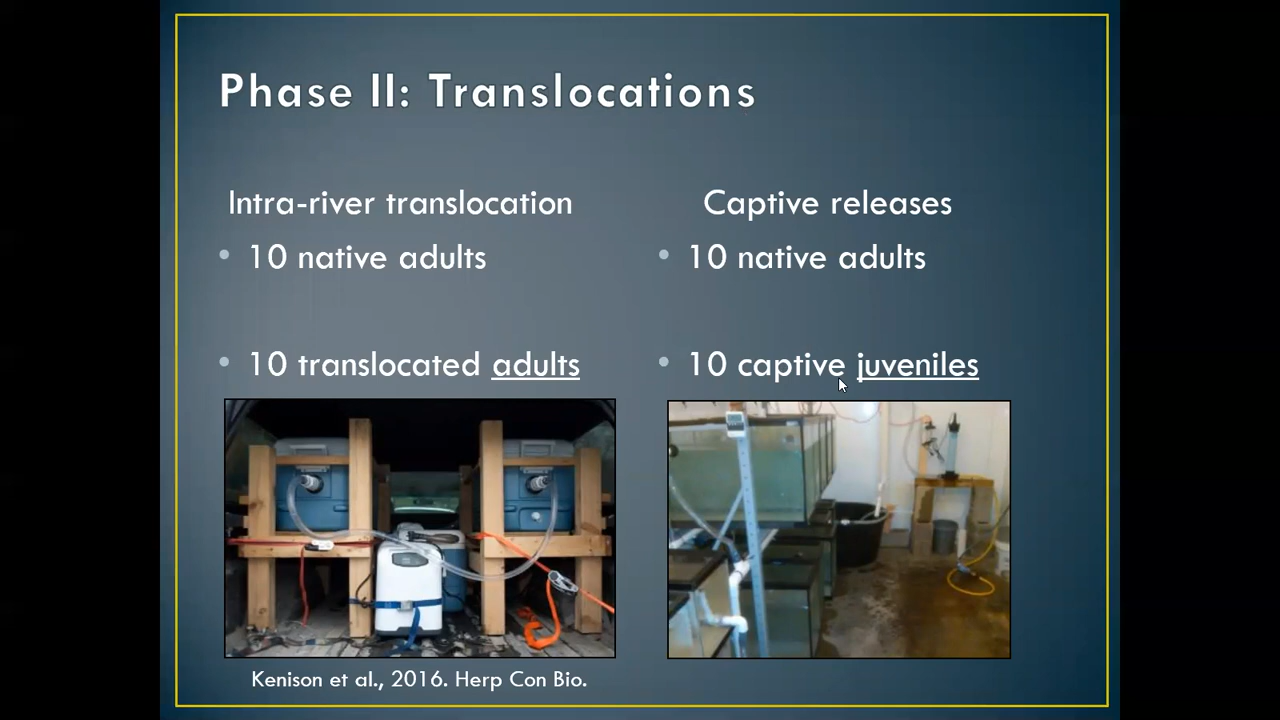 Phase II: Translocations
Intra-river translocation
• 10 native adults
• 10 translocated adults
Captive releases
• 10 native adults
• 10 captive juveniles
Kenison et al., 2016. Herp Con Bio.